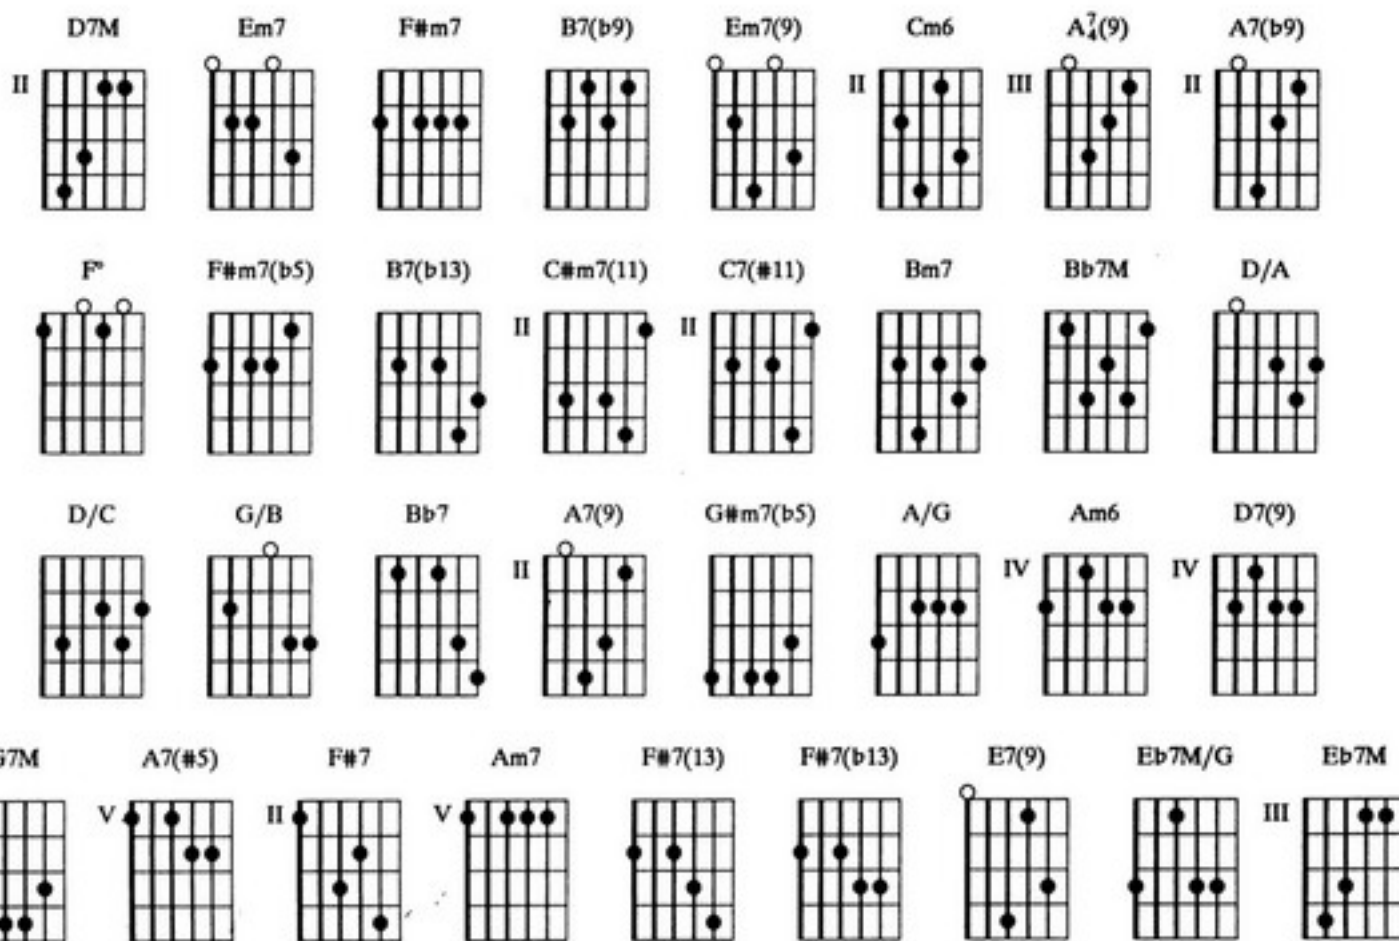 D7M Em7 F#m7 B7(b9) Em7(9) Cm6 A7/4(9) A7(b9)
II II III II
F° F#m7(b5) B7(b13) C#m7(11) C7(#11) Bm7 Bb7M D/A
II II
D/C G/B Bb7 A7(9) G#m7(b5) A/G Am6 D7(9)
II IV IV
G7M A7(#5) F#7 Am7 F#7(13) F#7(b13) E7(9) Eb7M/G Eb7M
V II V III